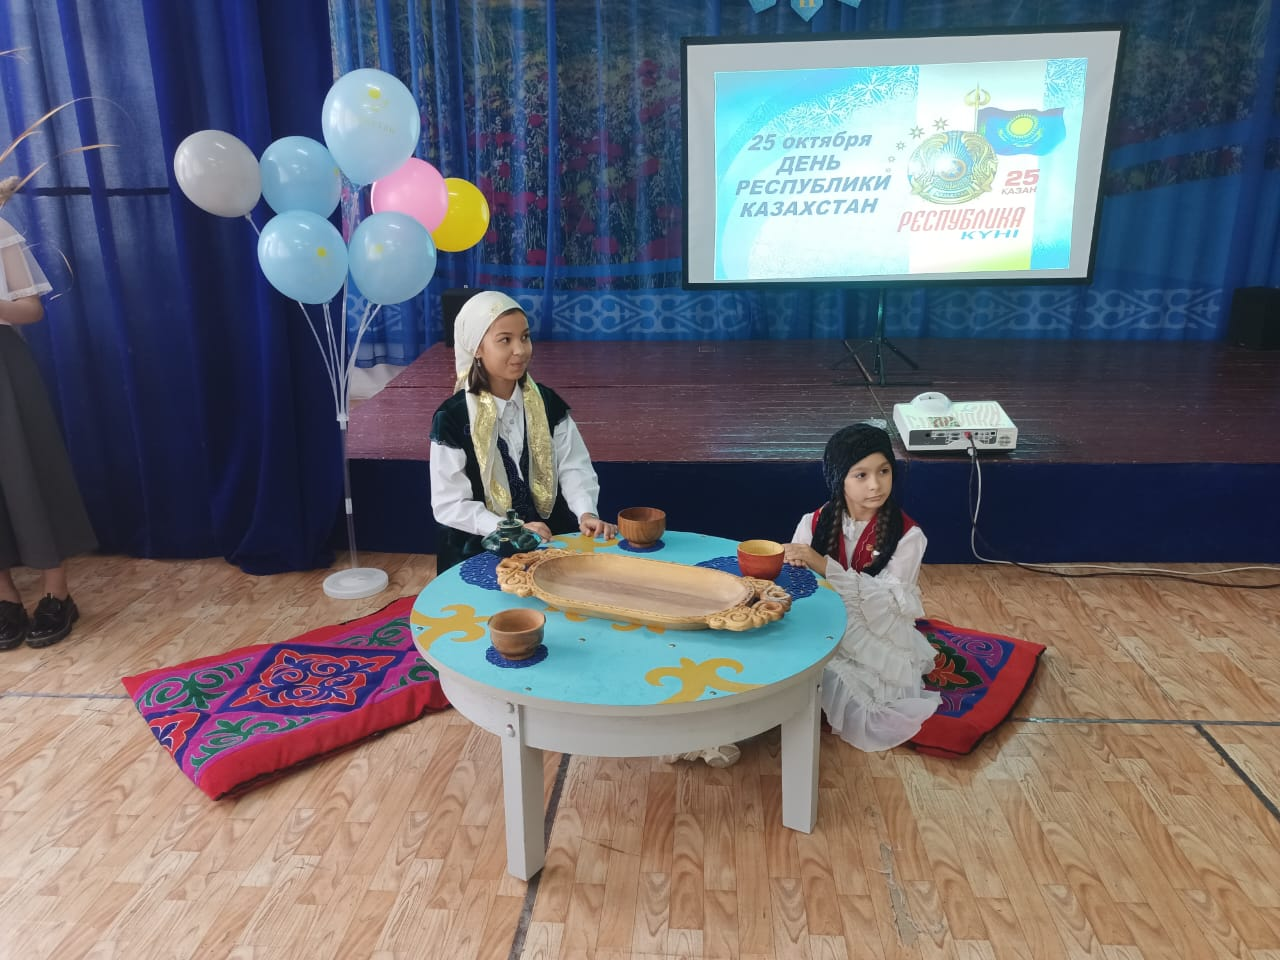 25 октября
ДЕНЬ
РЕСПУБЛИКИ
КАЗАХСТАН
25
ҚАЗАН
РЕСПУБЛИКА
КҮНІ